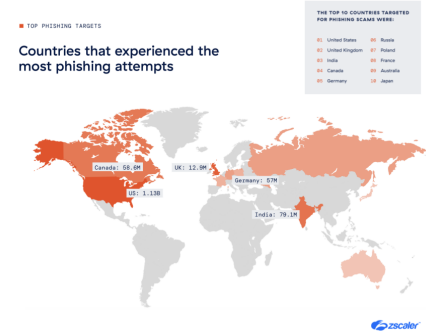 TOP PHISHING TARGETS
Countries that experienced the
most phishing attempts
THE TOP 10 COUNTRIES TARGETED
FOR PHISHING SCAMS WERE:
01 United States
02 United Kingdom
03 India
04 Canada
05 Germany
06 Russia
07 Poland
08 France
09 Australia
10 Japan
Canada: 56.6M
UK: 12.9M
Germany: 57M
US: 1.13B
India: 79.1M
zscaler